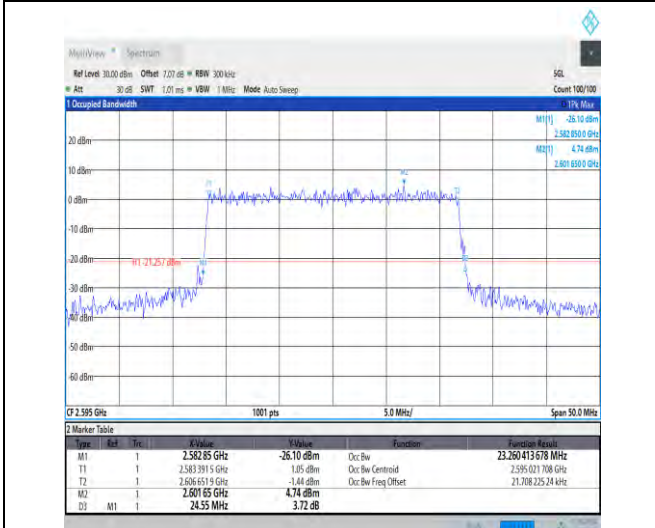 MultiView Spectrum
Ref Level 30.00 dBm Offset 7.07 dB RBW 300 kHz SGL
Att 30 dB SWT 1.01 ms VBW 1 MHz Mode Auto Sweep Count 100/100
1 Occupied Bandwidth 1Pk Max
M1[1] -26.10 dBm
2.582 850 0 GHz
M2[1] 4.74 dBm
2.601 650 0 GHz
20 dBm
10 dBm
0 dBm
-10 dBm
-20 dBm
H1 -21.257 dBm
-30 dBm
-40 dBm
-50 dBm
-60 dBm
T1
M2
T2
M1
CF 2.595 GHz 1001 pts 5.0 MHz/ Span 50.0 MHz
2 Marker Table
Type Ref Trc X-Value Y-Value Function Function Result
M1 1 2.582 85 GHz -26.10 dBm Occ Bw 23.260 413 678 MHz
T1 1 2.583 391 5 GHz 1.05 dBm Occ Bw Centroid 2.595 021 708 GHz
T2 1 2.606 651 9 GHz -1.44 dBm Occ Bw Freq Offset 21.708 225 24 kHz
M2 1 2.601 65 GHz 4.74 dBm
D3 M1 1 24.55 MHz 3.72 dB